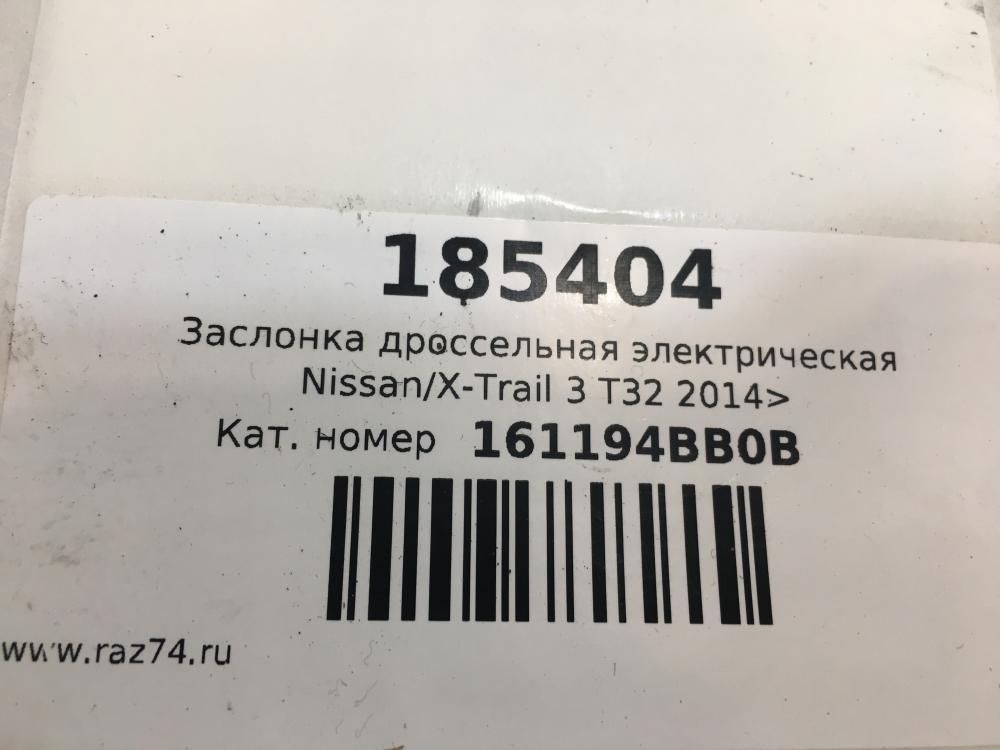 185404
Заслонка дроссельная электрическая
Nissan/X-Trail 3 T32 2014>
Кат. номер 161194BB0B
www.raz74.ru